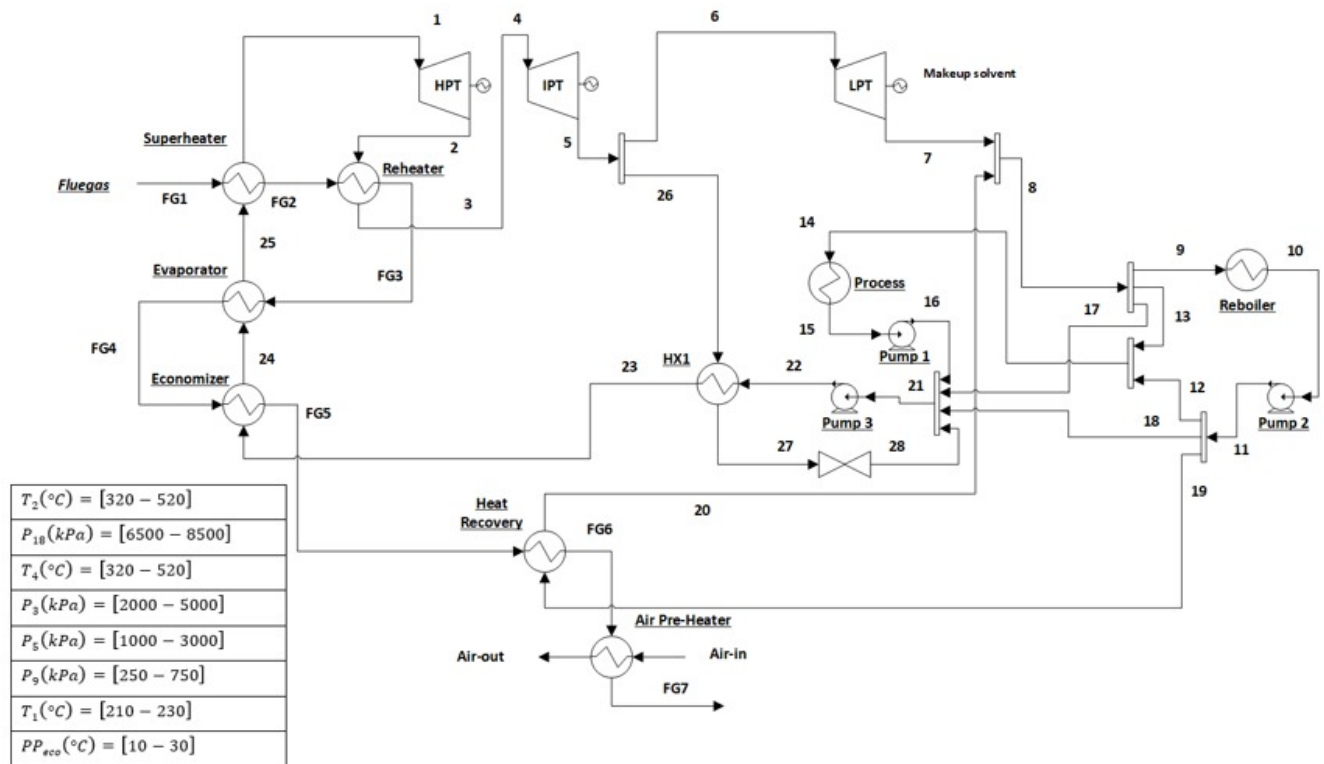 1
4
6
HPT
IPT
LPT
Makeup solvent
Superheater
2
5
7
8
Reheater
Fluegas
FG1
FG2
3
26
14
9
10
25
Evaporator
FG3
Process
16
17
13
Reboiler
15
Pump 1
FG4
24
Economizer
23
HX1
22
21
12
FG5
Pump 3
18
11
Pump 2
27
28
19
T₂(°C) = [320 − 520]
P₁₈(kPa) = [6500 − 8500]
T₄(°C) = [320 − 520]
P₃(kPa) = [2000 − 5000]
P₅(kPa) = [1000 − 3000]
P₉(kPa) = [250 − 750]
T₁(°C) = [210 − 230]
PPₑcₒ(°C) = [10 − 30]
Heat
Recovery
FG6
20
Air Pre-Heater
Air-out
Air-in
FG7